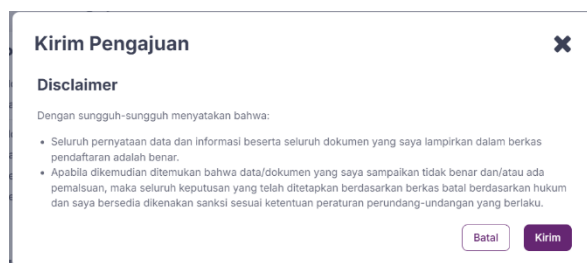 Kirim Pengajuan
Disclaimer
Dengan sungguh-sungguh menyatakan bahwa:
• Seluruh pernyataan data dan informasi beserta seluruh dokumen yang saya lampirkan dalam berkas
pendaftaran adalah benar.
• Apabila dikemudian ditemukan bahwa data/dokumen yang saya sampaikan tidak benar dan/atau ada
pemalsuan, maka seluruh keputusan yang telah ditetapkan berdasarkan berkas batal berdasarkan hukum
dan saya bersedia dikenakan sanksi sesuai ketentuan peraturan perundang-undangan yang berlaku.
Batal Kirim